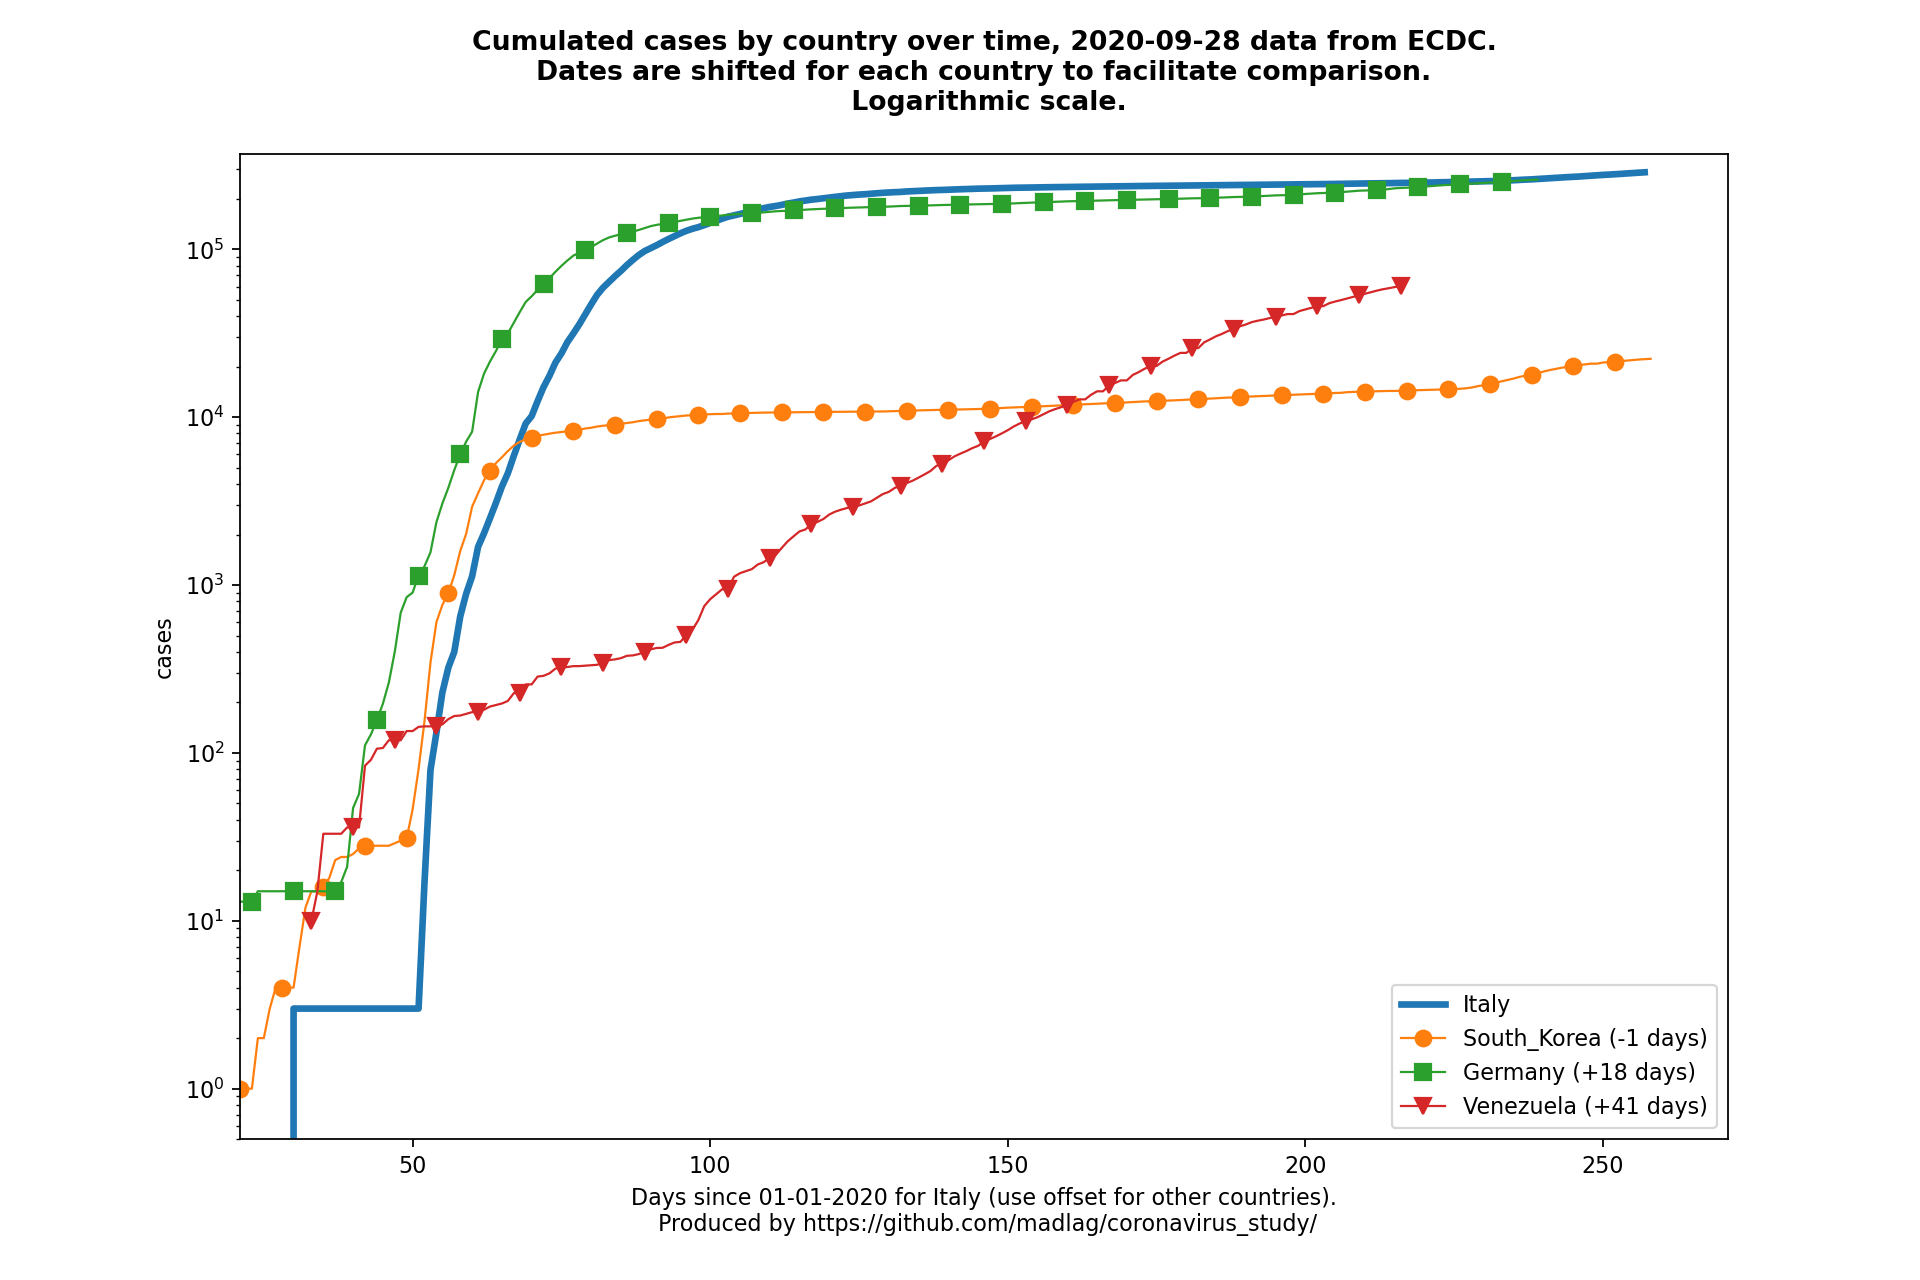 Cumulated cases by country over time, 2020-09-28 data from ECDC.
Dates are shifted for each country to facilitate comparison.
Logarithmic scale.
10^5
10^4
10^3
10^2
10^1
10^0
cases
Italy
South_Korea (-1 days)
Germany (+18 days)
Venezuela (+41 days)
50
100
150
200
250
Days since 01-01-2020 for Italy (use offset for other countries).
Produced by https://github.com/madlag/coronavirus_study/